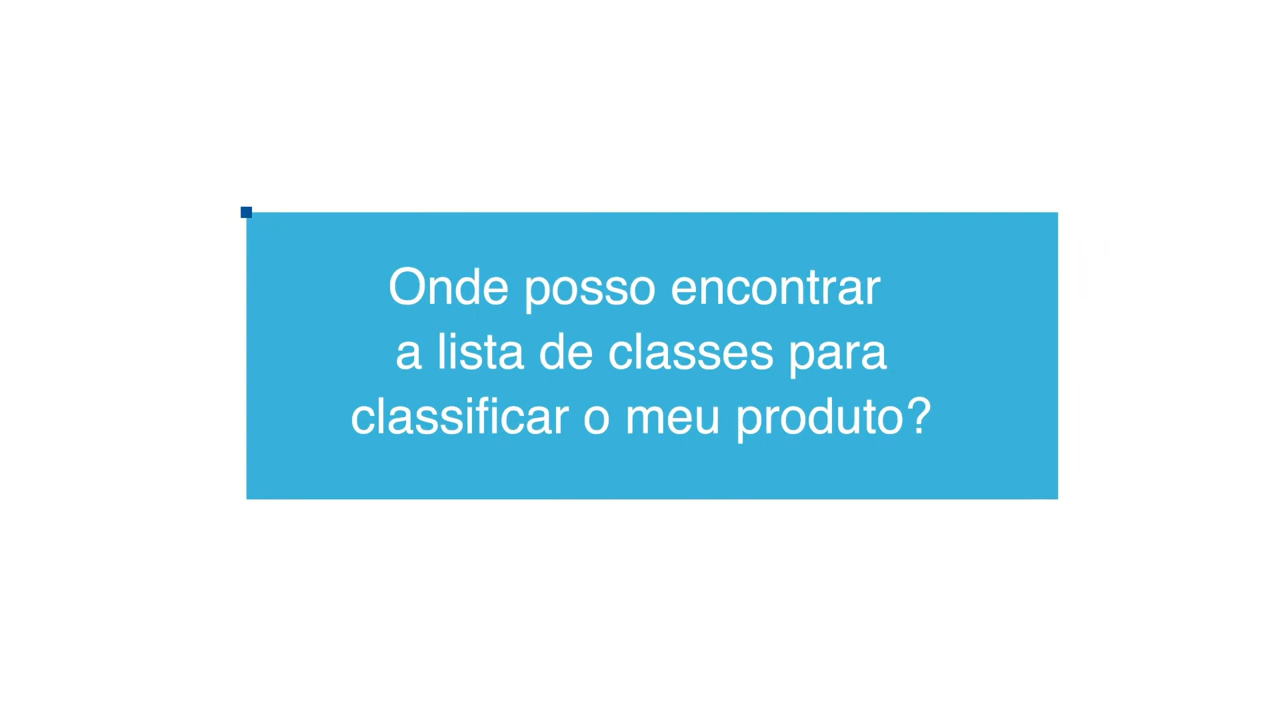 Onde posso encontrar
a lista de classes para
classificar o meu produto?